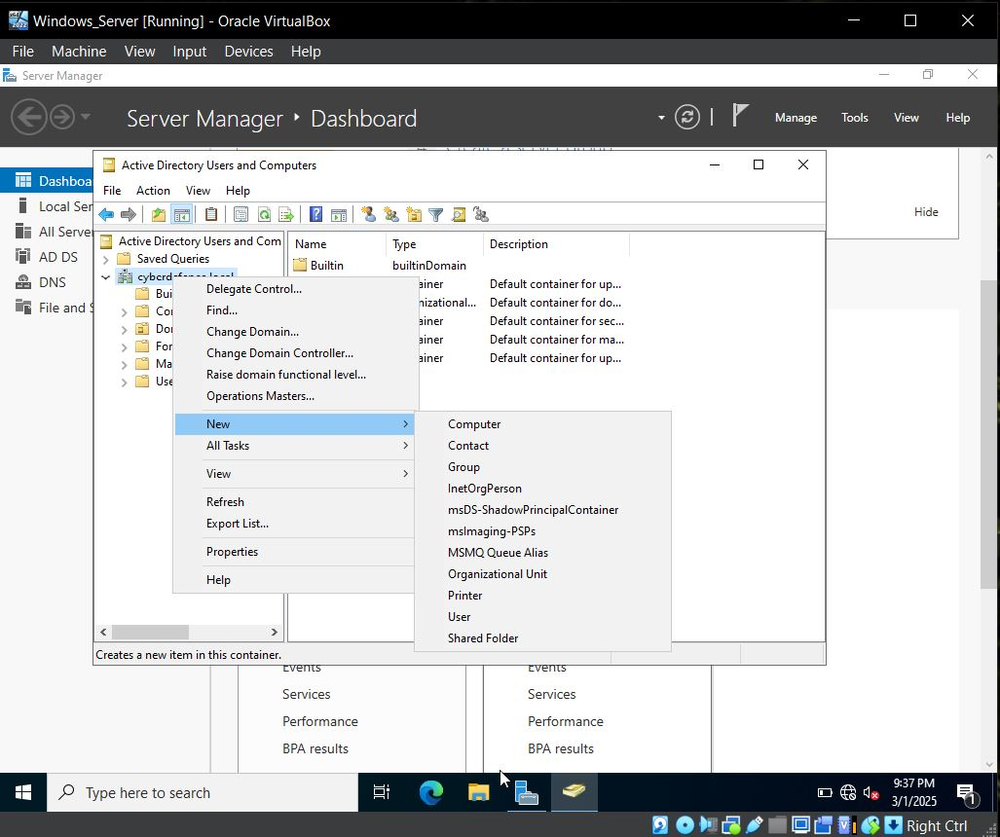 Windows_Server [Running] - Oracle VirtualBox
File Machine View Input Devices Help
Server Manager
Server Manager Dashboard
Manage Tools View Help
Dashboa
Local Ser
All Server
AD DS
DNS
File and S
Hide
Active Directory Users and Computers
File Action View Help
Active Directory Users and Com
Saved Queries
cyberdefence.local
Bui
Co
Do
For
Ma
Use
Name Type Description
Builtin builtinDomain
ainer Default container for up...
nizational... Default container for do...
ainer Default container for sec...
ainer Default container for ma...
ainer Default container for up...
Delegate Control...
Find...
Change Domain...
Change Domain Controller...
Raise domain functional level...
Operations Masters...
New
All Tasks
View
Refresh
Export List...
Properties
Help
Computer
Contact
Group
InetOrgPerson
msDS-ShadowPrincipalContainer
msImaging-PSPs
MSMQ Queue Alias
Organizational Unit
Printer
User
Shared Folder
Creates a new item in this container.
Events
Services
Performance
BPA results
Events
Services
Performance
BPA results
Type here to search
9:37 PM
3/1/2025
1
Right Ctrl